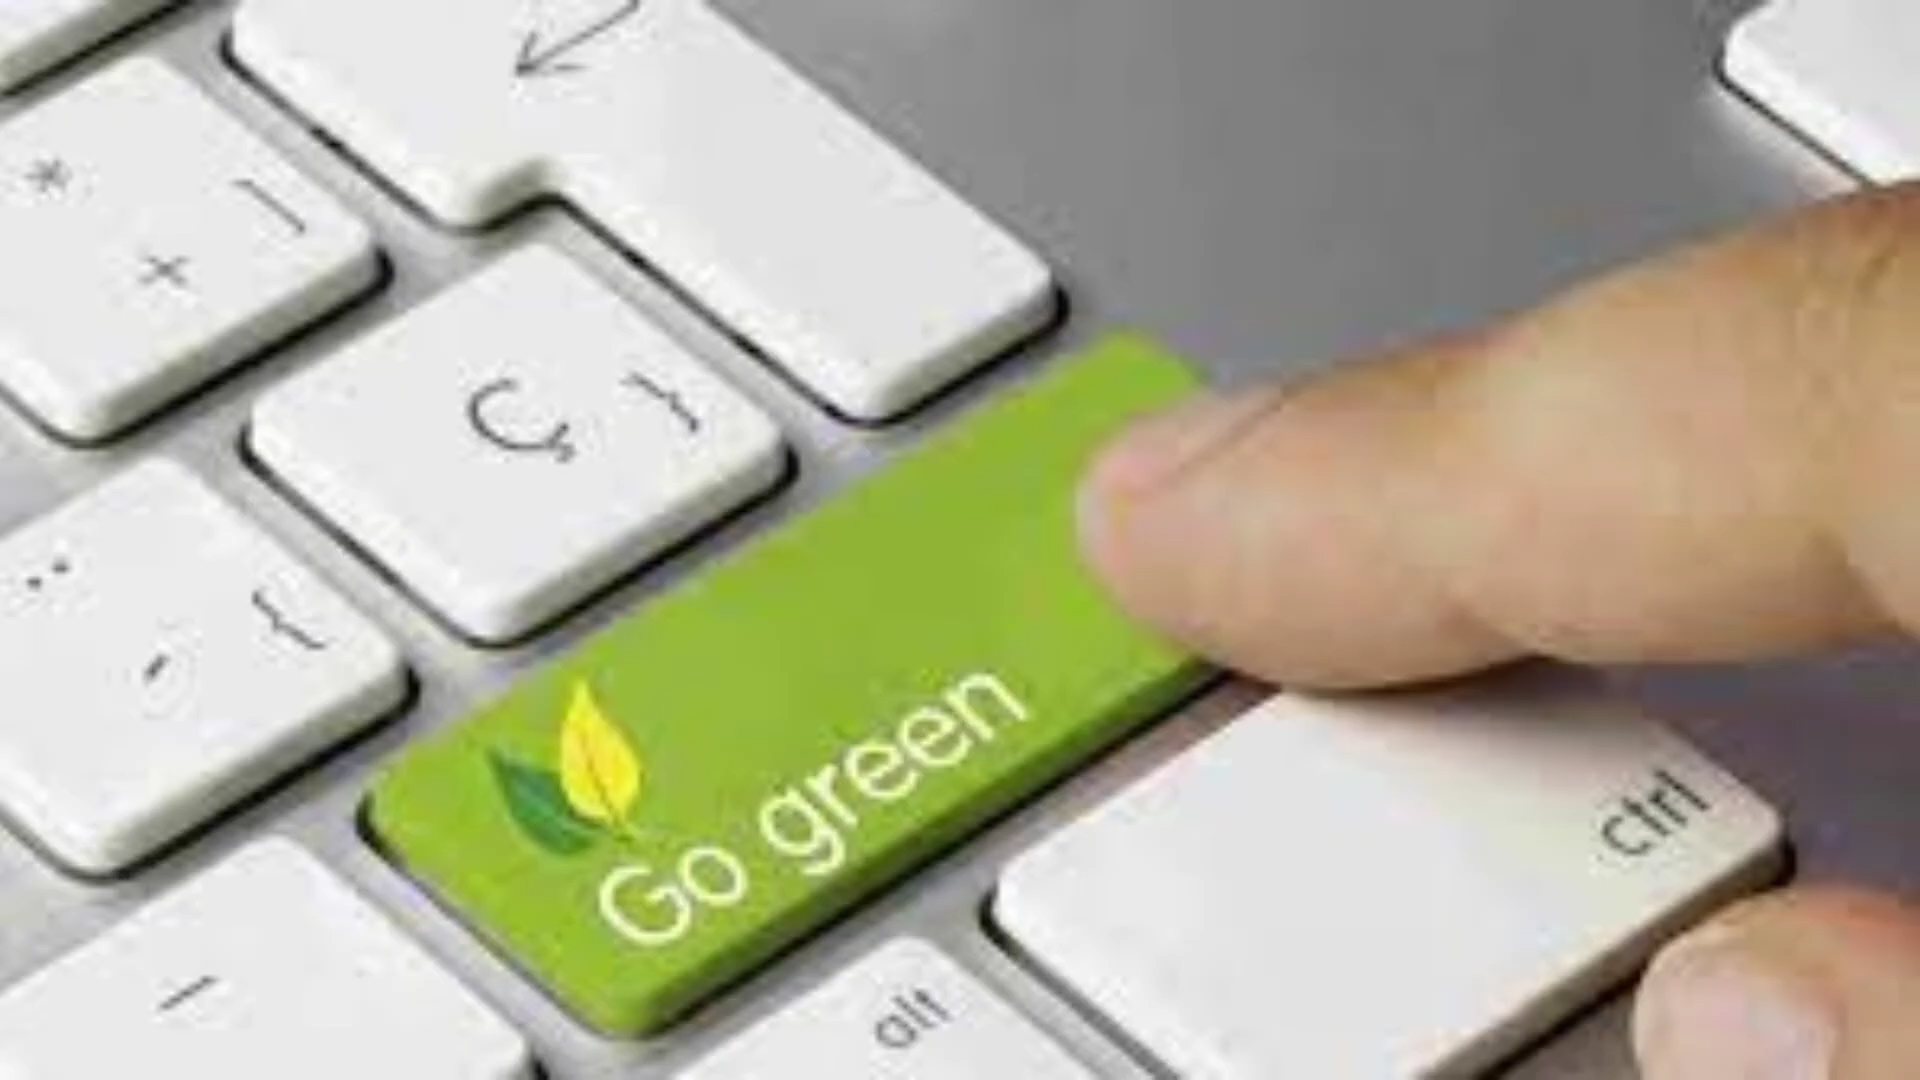 * ]
+
Ç }
¨ {
-
Go green
ctrl
alt
_